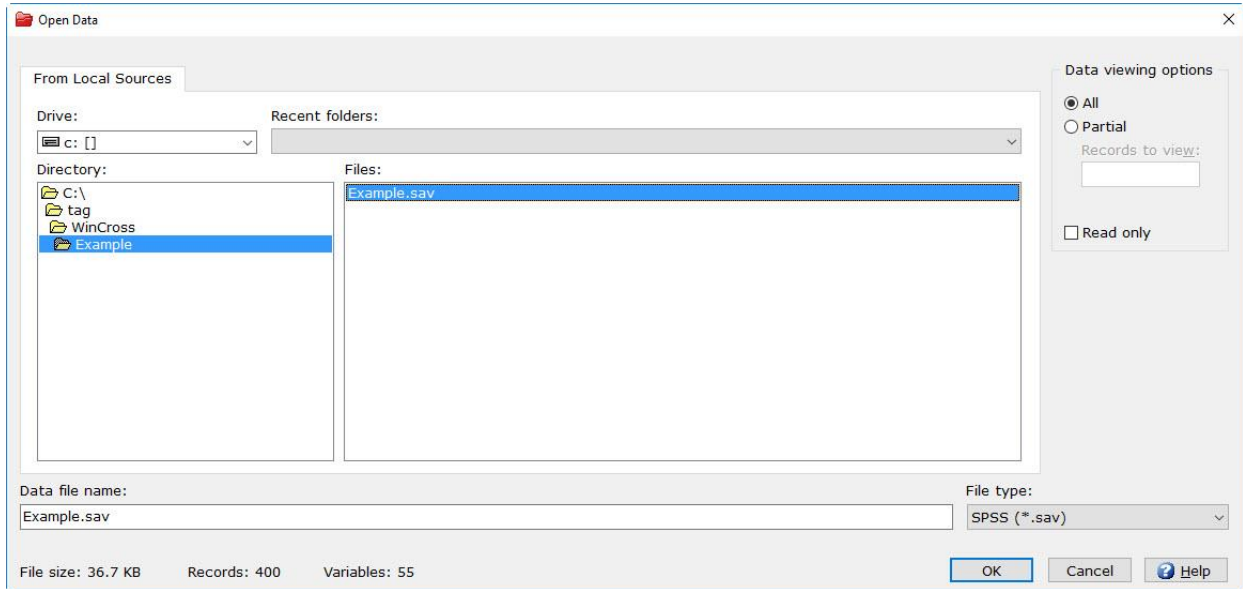 Open Data
From Local Sources
Data viewing options
Drive:
Recent folders:
All
c: []
Partial
Records to view:
Directory:
Files:
C:\
Example.sav
tag
WinCross
Example
Read only
Data file name:
File type:
Example.sav
SPSS (*.sav)
File size: 36.7 KB Records: 400 Variables: 55
OK Cancel Help